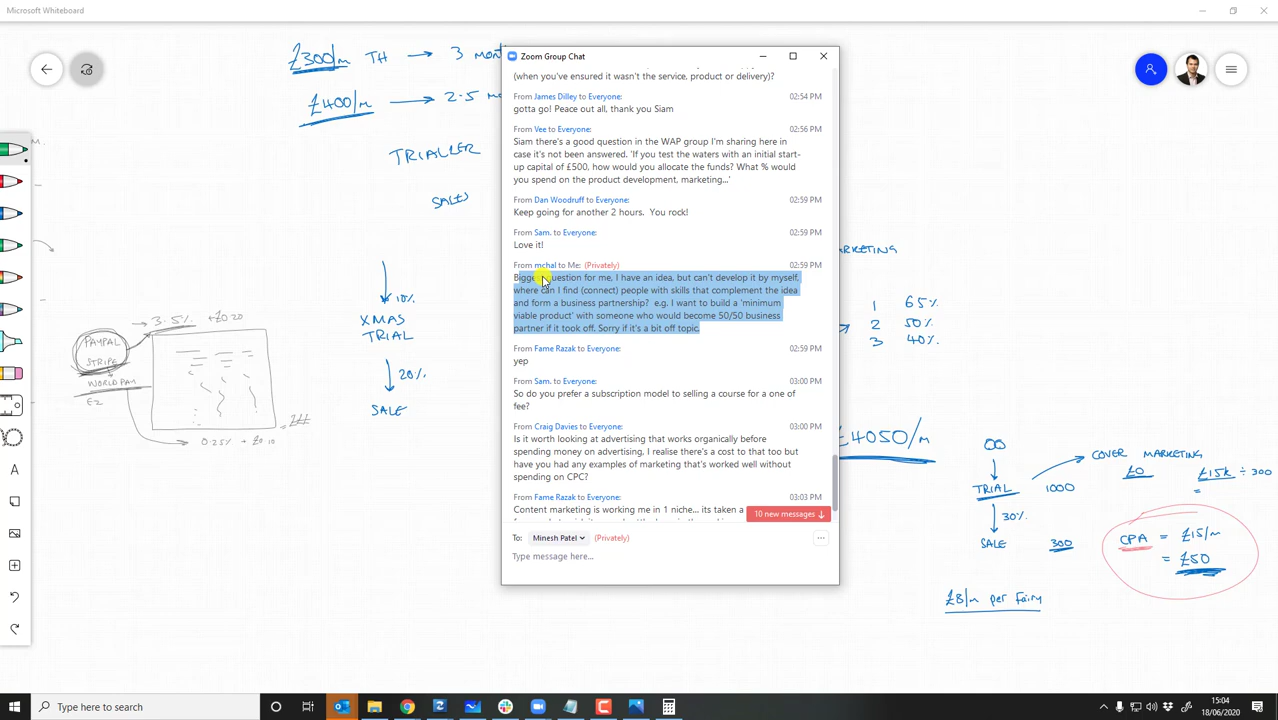 Microsoft Whiteboard
£300/m TH → 3 MONT
£400/m → 2.5 MO
TRIALLER
SALES
10%
XMAS
TRIAL
20%
SALE
3.5% + £0.20
PAYPAL
STRIPE
WORLD PAY
£2
0.25% + £0.10
Zoom Group Chat
(when you've ensured it wasn't the service, product or delivery)?
From James Dilley to Everyone: 02:54 PM
gotta go! Peace out all, thank you Siam
From Vee to Everyone: 02:56 PM
Siam there's a good question in the WAP group I'm sharing here in
case it's not been answered. 'If you test the waters with an initial start-
up capital of £500, how would you allocate the funds? What % would
you spend on the product development, marketing...'
From Dan Woodruff to Everyone: 02:59 PM
Keep going for another 2 hours. You rock!
From Sam. to Everyone: 02:59 PM
Love it!
From mchal to Me: (Privately) 02:59 PM
Bigger question for me, I have an idea, but can't develop it by myself,
where can I find (connect) people with skills that complement the idea
and form a business partnership? e.g. I want to build a 'minimum
viable product' with someone who would become 50/50 business
partner if it took off. Sorry if it's a bit off topic.
From Fame Razak to Everyone: 02:59 PM
yep
From Sam. to Everyone: 03:00 PM
So do you prefer a subscription model to selling a course for a one of
fee?
From Craig Davies to Everyone: 03:00 PM
Is it worth looking at advertising that works organically before
spending money on advertising, I realise there's a cost to that too but
have you had any examples of marketing that's worked well without
spending on CPC?
From Fame Razak to Everyone: 03:03 PM
Content marketing is working me in 1 niche... its taken a
10 new messages
To: Minesh Patel (Privately)
Type message here...
ARKETING
1 65%
2 50%
3 40%
£4050/m
TRIAL 1000
30%
SALE 300
COVER MARKETING
£0 £15k ÷ 300
=
CPA = £15/m
= £50
£8/m per Fairy
Type here to search
15:04
18/06/2020